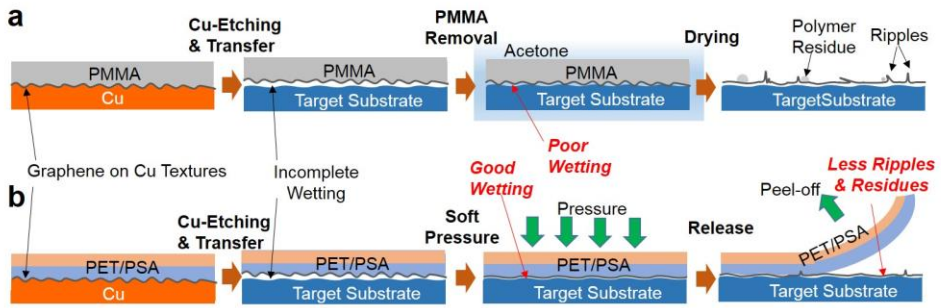 a
Cu-Etching
& Transfer
PMMA
Removal
Drying
PMMA
Cu
PMMA
Target Substrate
Acetone
PMMA
Target Substrate
Polymer
Residue
Ripples
TargetSubstrate
Graphene on Cu Textures
Incomplete
Wetting
Good
Wetting
Poor
Wetting
Less Ripples
& Residues
b
Cu-Etching
& Transfer
Soft
Pressure
Pressure
Release
Peel-off
PET/PSA
Cu
PET/PSA
Target Substrate
PET/PSA
Target Substrate
PET/PSA
Target Substrate